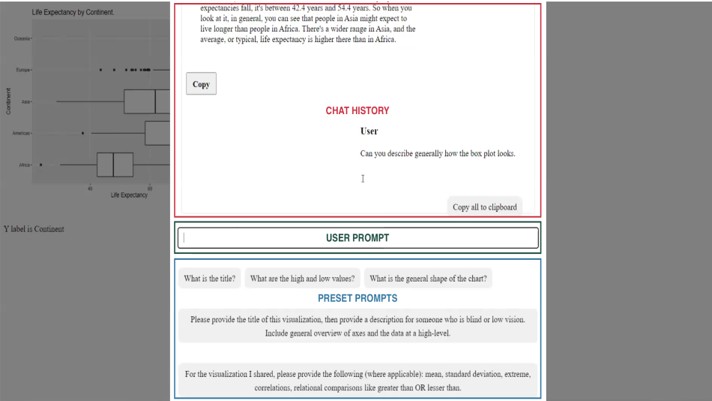 Life Expectancy by Continent
expectancies fall, it's between 42.4 years and 54.4 years. So when you
look at it, in general, you can see that people in Asia might expect to
live longer than people in Africa. There's a wider range in Asia, and the
average, or typical, life expectancy is higher there than in Africa.
Copy
CHAT HISTORY
User
Can you describe generally how the box plot looks.
Copy all to clipboard
USER PROMPT
What is the title?
What are the high and low values?
What is the general shape of the chart?
PRESET PROMPTS
Please provide the title of this visualization, then provide a description for someone who is blind or low vision.
Include general overview of axes and the data at a high-level.
For the visualization I shared, please provide the following (where applicable): mean, standard deviation, extreme,
correlations, relational comparisons like greater than OR lesser than.
Continent
Oceania
Europe
Asia
Americas
Africa
40
Life Expectancy
Y label is Continent